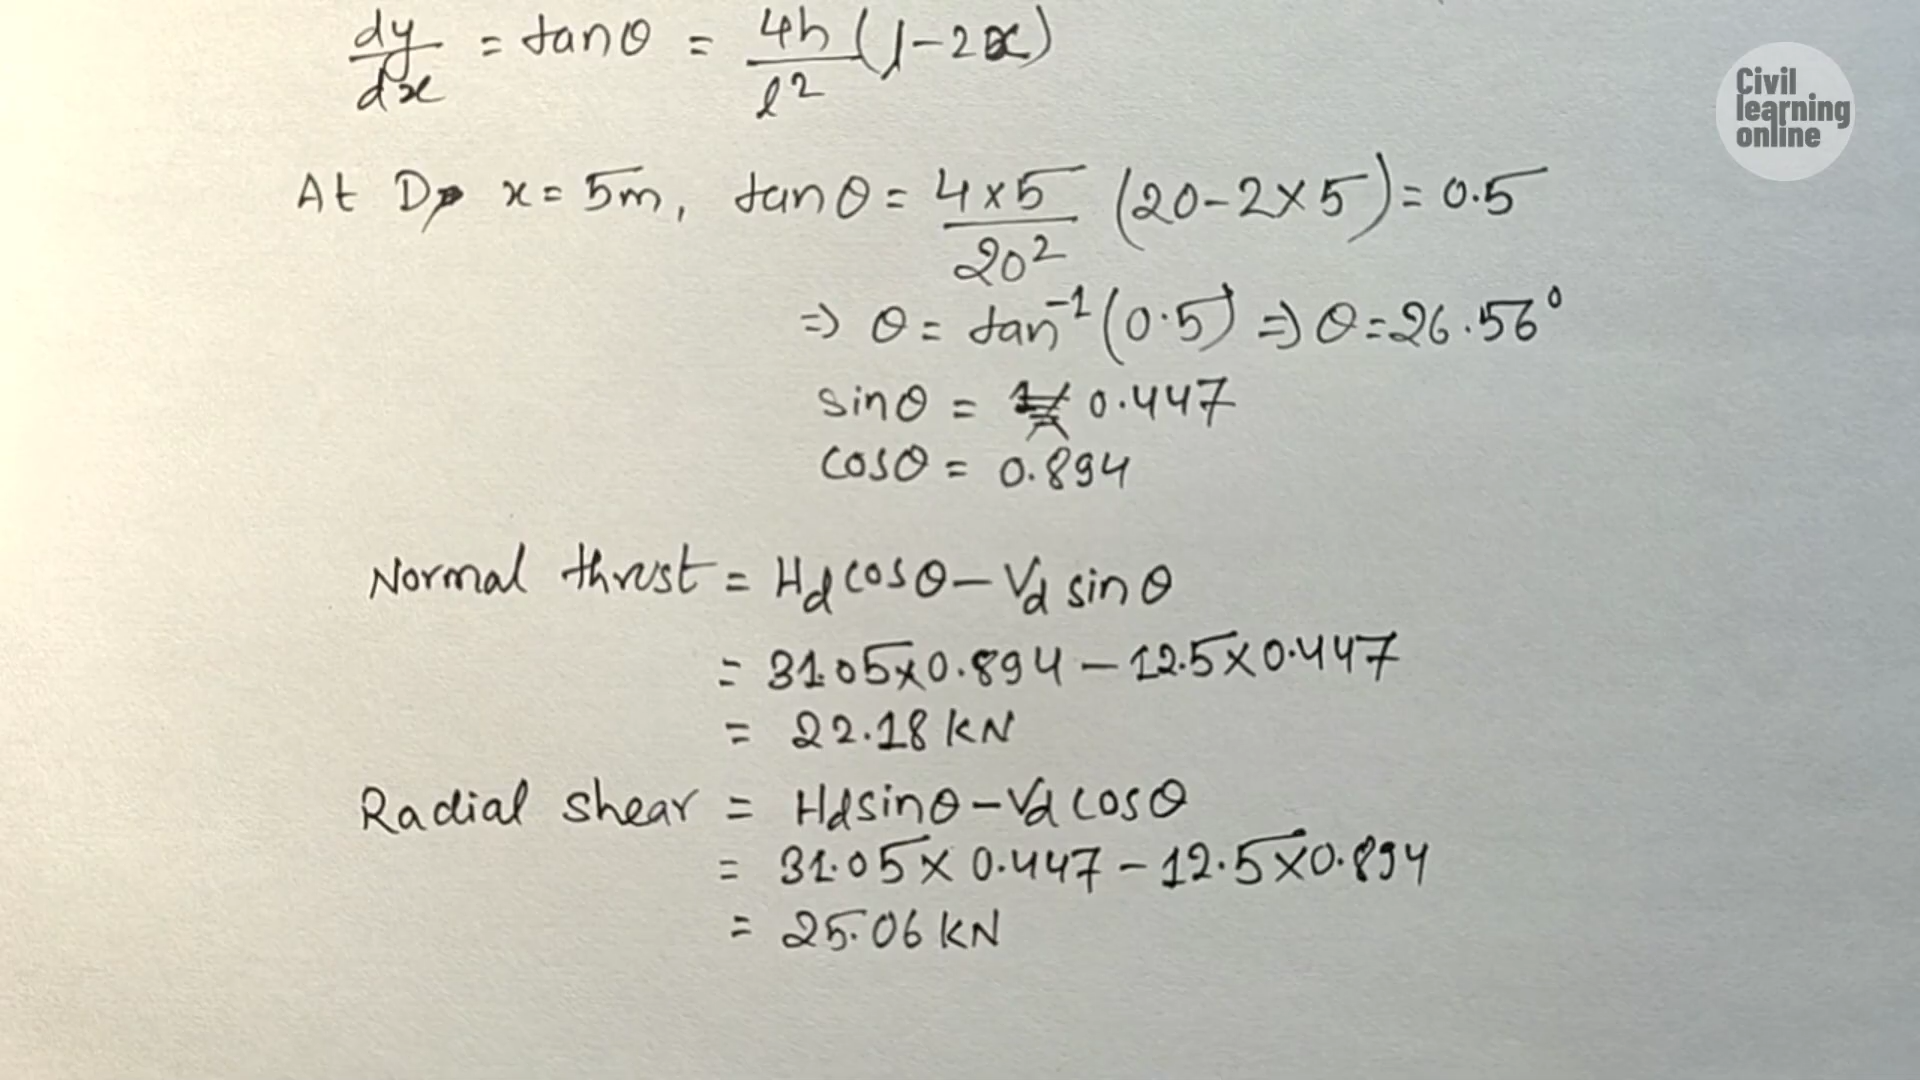 dy/dx = tanθ = 4h/l² (l-2x)
Civil learning online
At D, x = 5m, tanθ = 4×5/20² (20-2×5) = 0.5
⇒ θ = tan⁻¹(0.5) ⇒ θ = 26.56°
sinθ = 0.447
cosθ = 0.894
Normal thrust = Hd cosθ - Vd sinθ
= 31.05×0.894 - 12.5×0.447
= 22.18 KN
Radial shear = Hd sinθ - Vd cosθ
= 31.05 × 0.447 - 12.5×0.894
= 25.06 KN